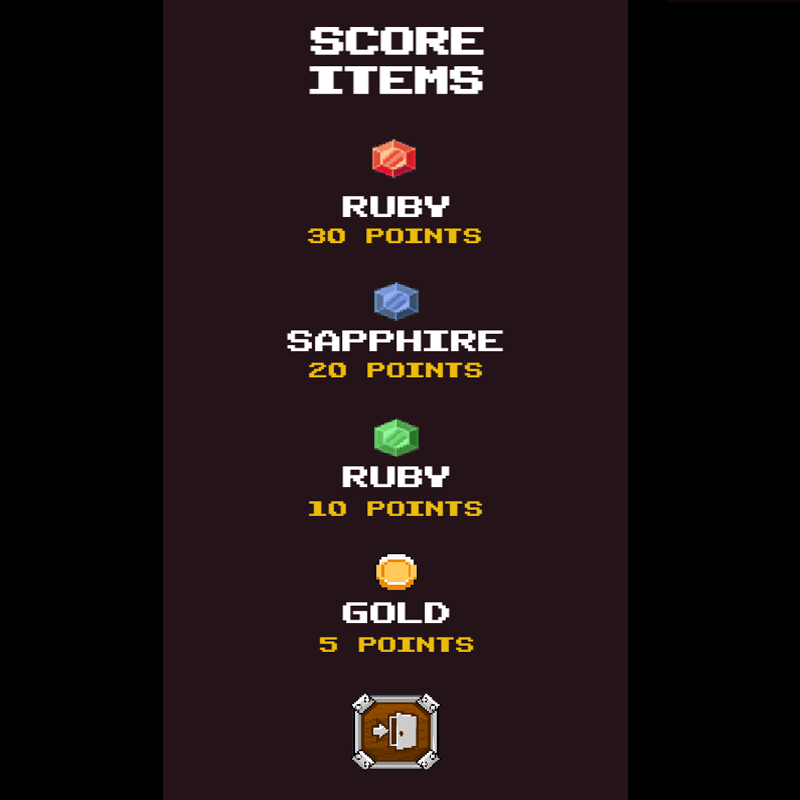 SCORE
ITEMS
RUBY
30 POINTS
SAPPHIRE
20 POINTS
RUBY
10 POINTS
GOLD
5 POINTS